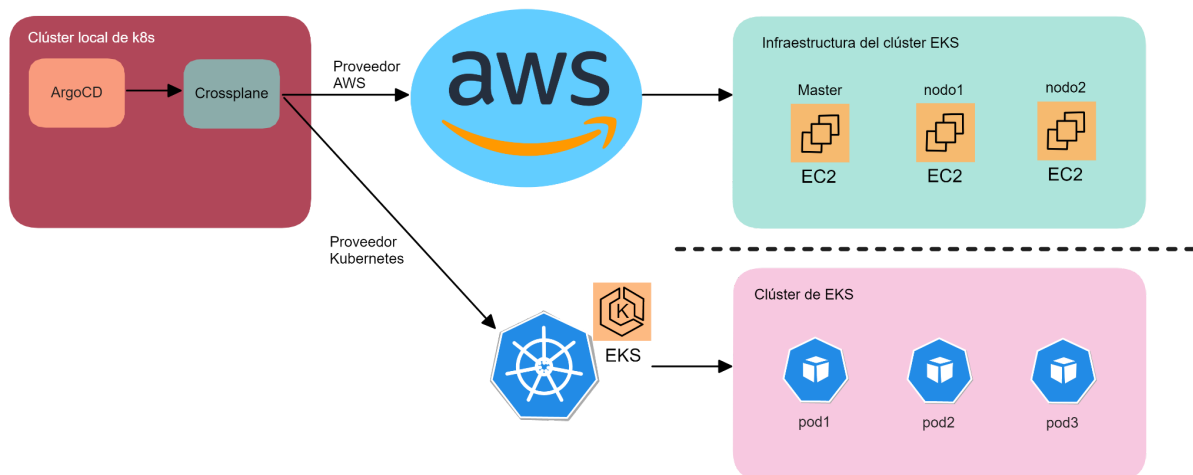 Clúster local de k8s
ArgoCD
Crossplane
Proveedor
AWS
aws
Infraestructura del clúster EKS
Master
nodo1
nodo2
EC2
EC2
EC2
Proveedor
Kubernetes
K
EKS
Clúster de EKS
pod1
pod2
pod3